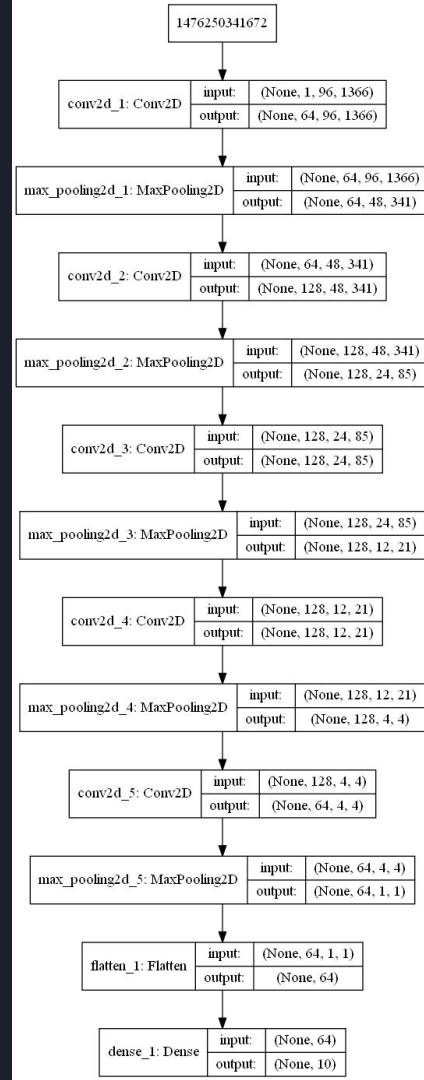 1476250341672
conv2d_1: Conv2D
input: (None, 1, 96, 1366)
output: (None, 64, 96, 1366)
max_pooling2d_1: MaxPooling2D
input: (None, 64, 96, 1366)
output: (None, 64, 48, 341)
conv2d_2: Conv2D
input: (None, 64, 48, 341)
output: (None, 128, 48, 341)
max_pooling2d_2: MaxPooling2D
input: (None, 128, 48, 341)
output: (None, 128, 24, 85)
conv2d_3: Conv2D
input: (None, 128, 24, 85)
output: (None, 128, 24, 85)
max_pooling2d_3: MaxPooling2D
input: (None, 128, 24, 85)
output: (None, 128, 12, 21)
conv2d_4: Conv2D
input: (None, 128, 12, 21)
output: (None, 128, 12, 21)
max_pooling2d_4: MaxPooling2D
input: (None, 128, 12, 21)
output: (None, 128, 4, 4)
conv2d_5: Conv2D
input: (None, 128, 4, 4)
output: (None, 64, 4, 4)
max_pooling2d_5: MaxPooling2D
input: (None, 64, 4, 4)
output: (None, 64, 1, 1)
flatten_1: Flatten
input: (None, 64, 1, 1)
output: (None, 64)
dense_1: Dense
input: (None, 64)
output: (None, 10)